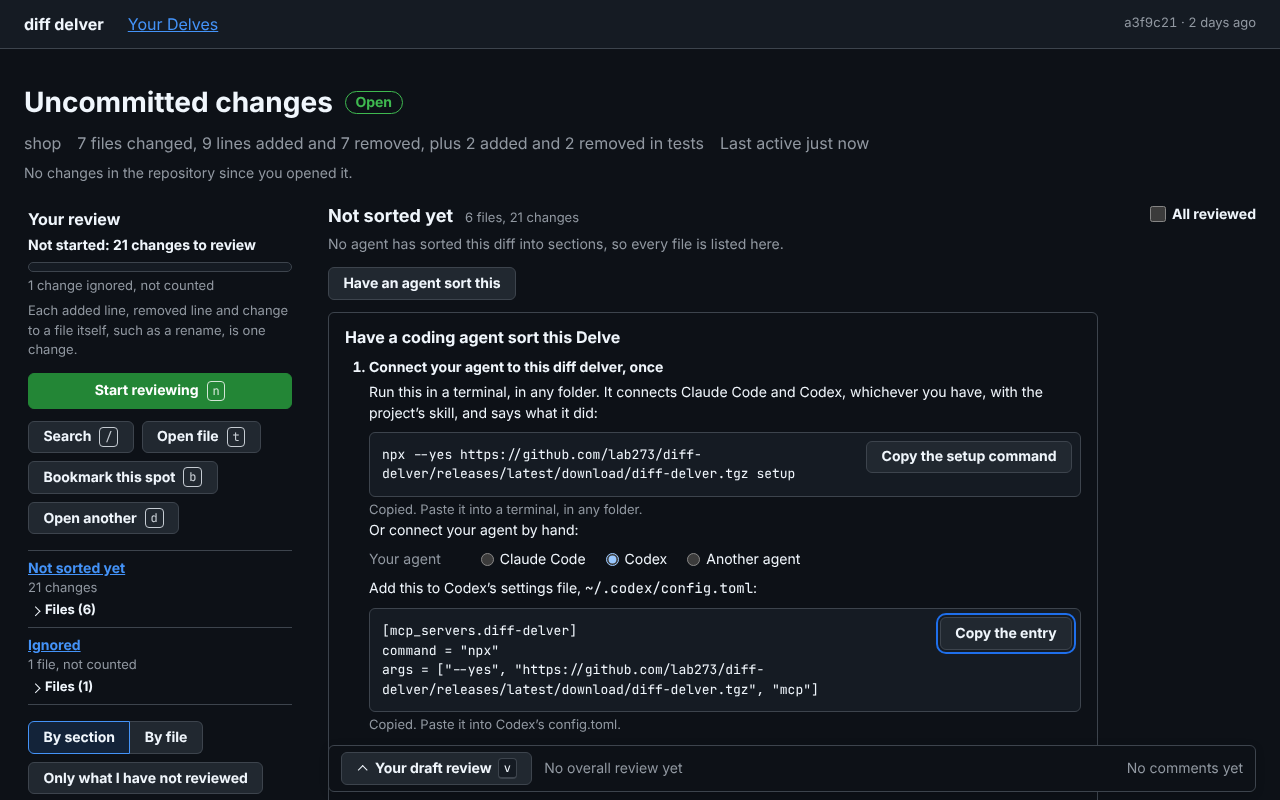 diff delver
Your Delves
a3f9c21 · 2 days ago
Uncommitted changes
Open
shop
7 files changed, 9 lines added and 7 removed, plus 2 added and 2 removed in tests
Last active just now
No changes in the repository since you opened it.
Your review
Not started: 21 changes to review
1 change ignored, not counted
Each added line, removed line and change
to a file itself, such as a rename, is one
change.
Start reviewing n
Search /
Open file t
Bookmark this spot b
Open another d
Not sorted yet
21 changes
Files (6)
Ignored
1 file, not counted
Files (1)
By section
By file
Only what I have not reviewed
Not sorted yet
6 files, 21 changes
All reviewed
No agent has sorted this diff into sections, so every file is listed here.
Have an agent sort this
Have a coding agent sort this Delve
1. Connect your agent to this diff delver, once
Run this in a terminal, in any folder. It connects Claude Code and Codex, whichever you have, with the
project’s skill, and says what it did:
npx --yes https://github.com/lab273/diff-
delver/releases/latest/download/diff-delver.tgz setup
Copy the setup command
Copied. Paste it into a terminal, in any folder.
Or connect your agent by hand:
Your agent
Claude Code
Codex
Another agent
Add this to Codex’s settings file, ~/.codex/config.toml:
[mcp_servers.diff-delver]
command = "npx"
args = ["--yes", "https://github.com/lab273/diff-
delver/releases/latest/download/diff-delver.tgz", "mcp"]
Copy the entry
Copied. Paste it into Codex’s config.toml.
Your draft review v
No overall review yet
No comments yet